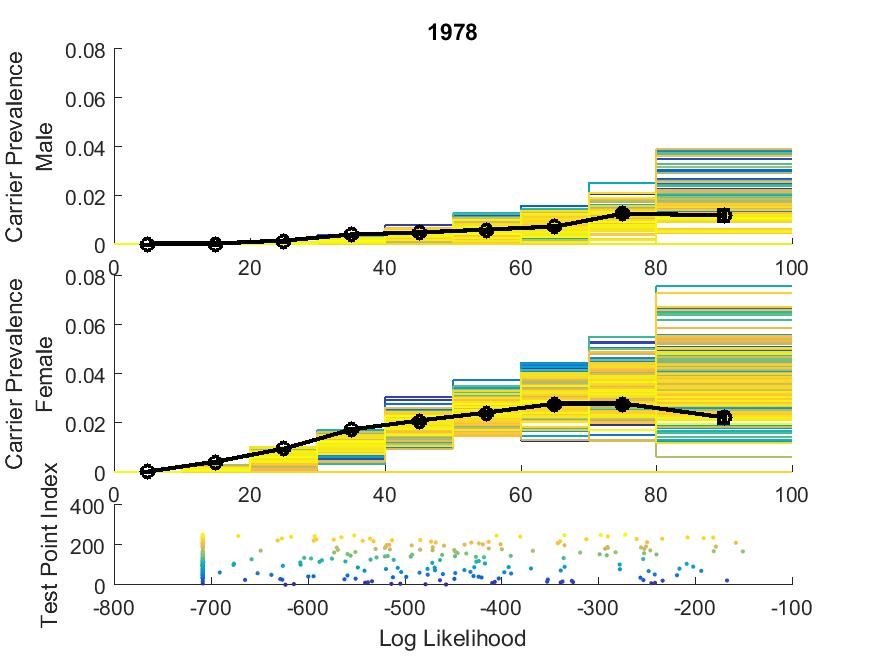 1978
Carrier Prevalence
Male
0.08
0.06
0.04
0.02
0
0 20 40 60 80 100
Carrier Prevalence
Female
0.08
0.06
0.04
0.02
0
0 20 40 60 80 100
Test Point Index
400
200
0
-800 -700 -600 -500 -400 -300 -200 -100
Log Likelihood